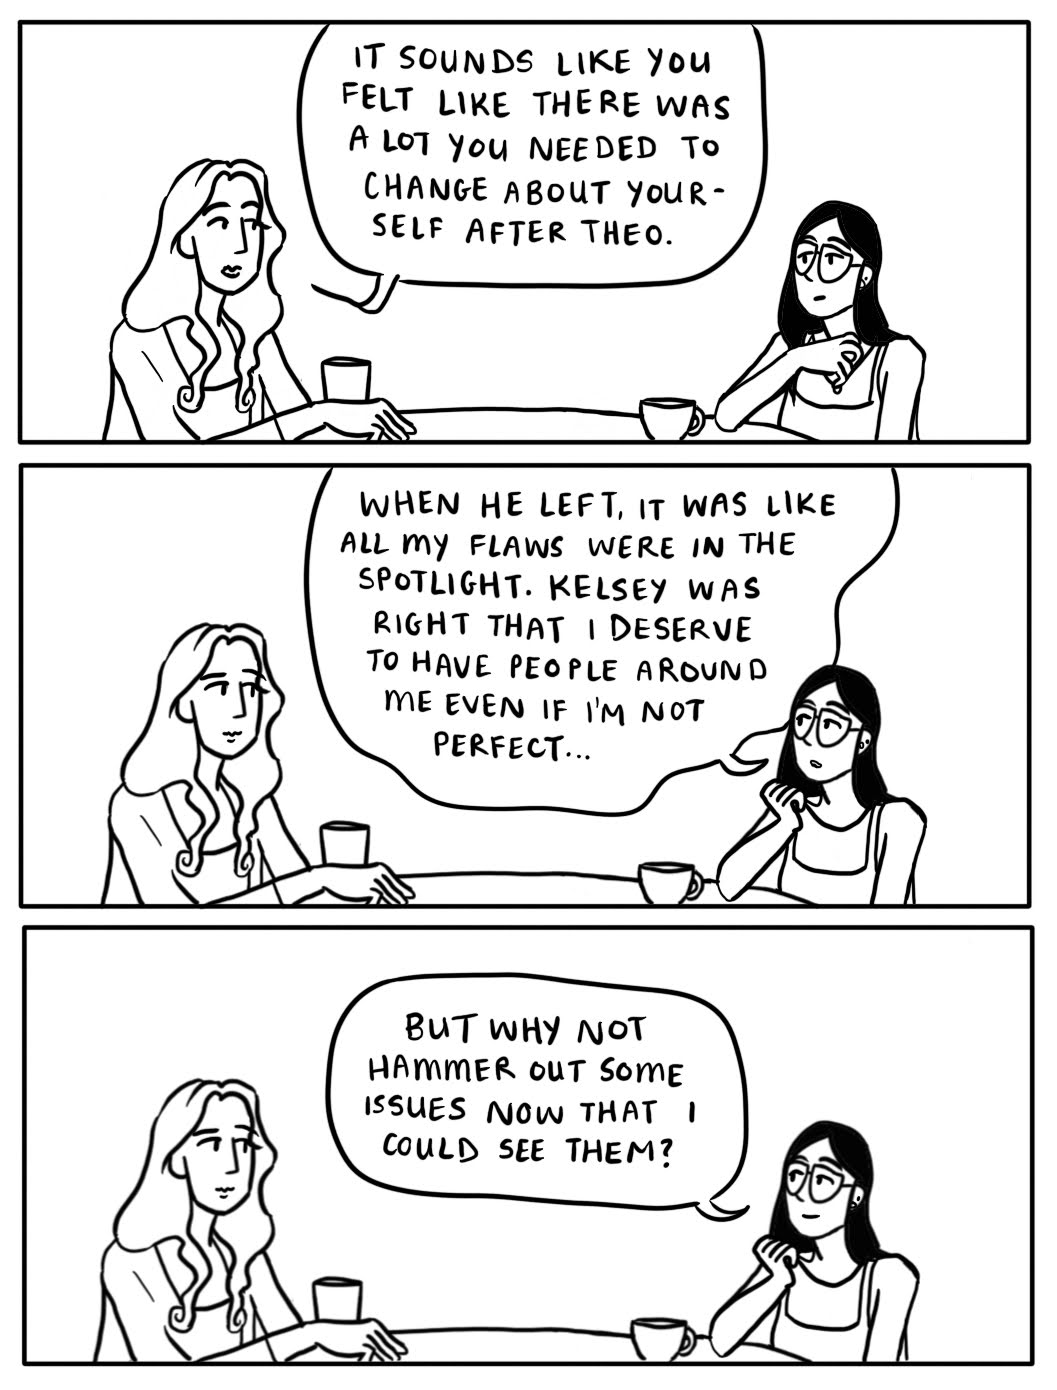 IT SOUNDS LIKE YOU
FELT LIKE THERE WAS
A LOT YOU NEEDED TO
CHANGE ABOUT YOUR-
SELF AFTER THEO.
WHEN HE LEFT, IT WAS LIKE
ALL MY FLAWS WERE IN THE
SPOTLIGHT. KELSEY WAS
RIGHT THAT I DESERVE
TO HAVE PEOPLE AROUND
ME EVEN IF I'M NOT
PERFECT...
BUT WHY NOT
HAMMER OUT SOME
ISSUES NOW THAT I
COULD SEE THEM?